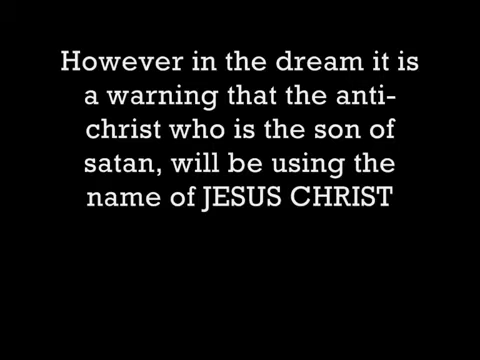 However in the dream it is
a warning that the anti-
christ who is the son of
satan, will be using the
name of JESUS CHRIST